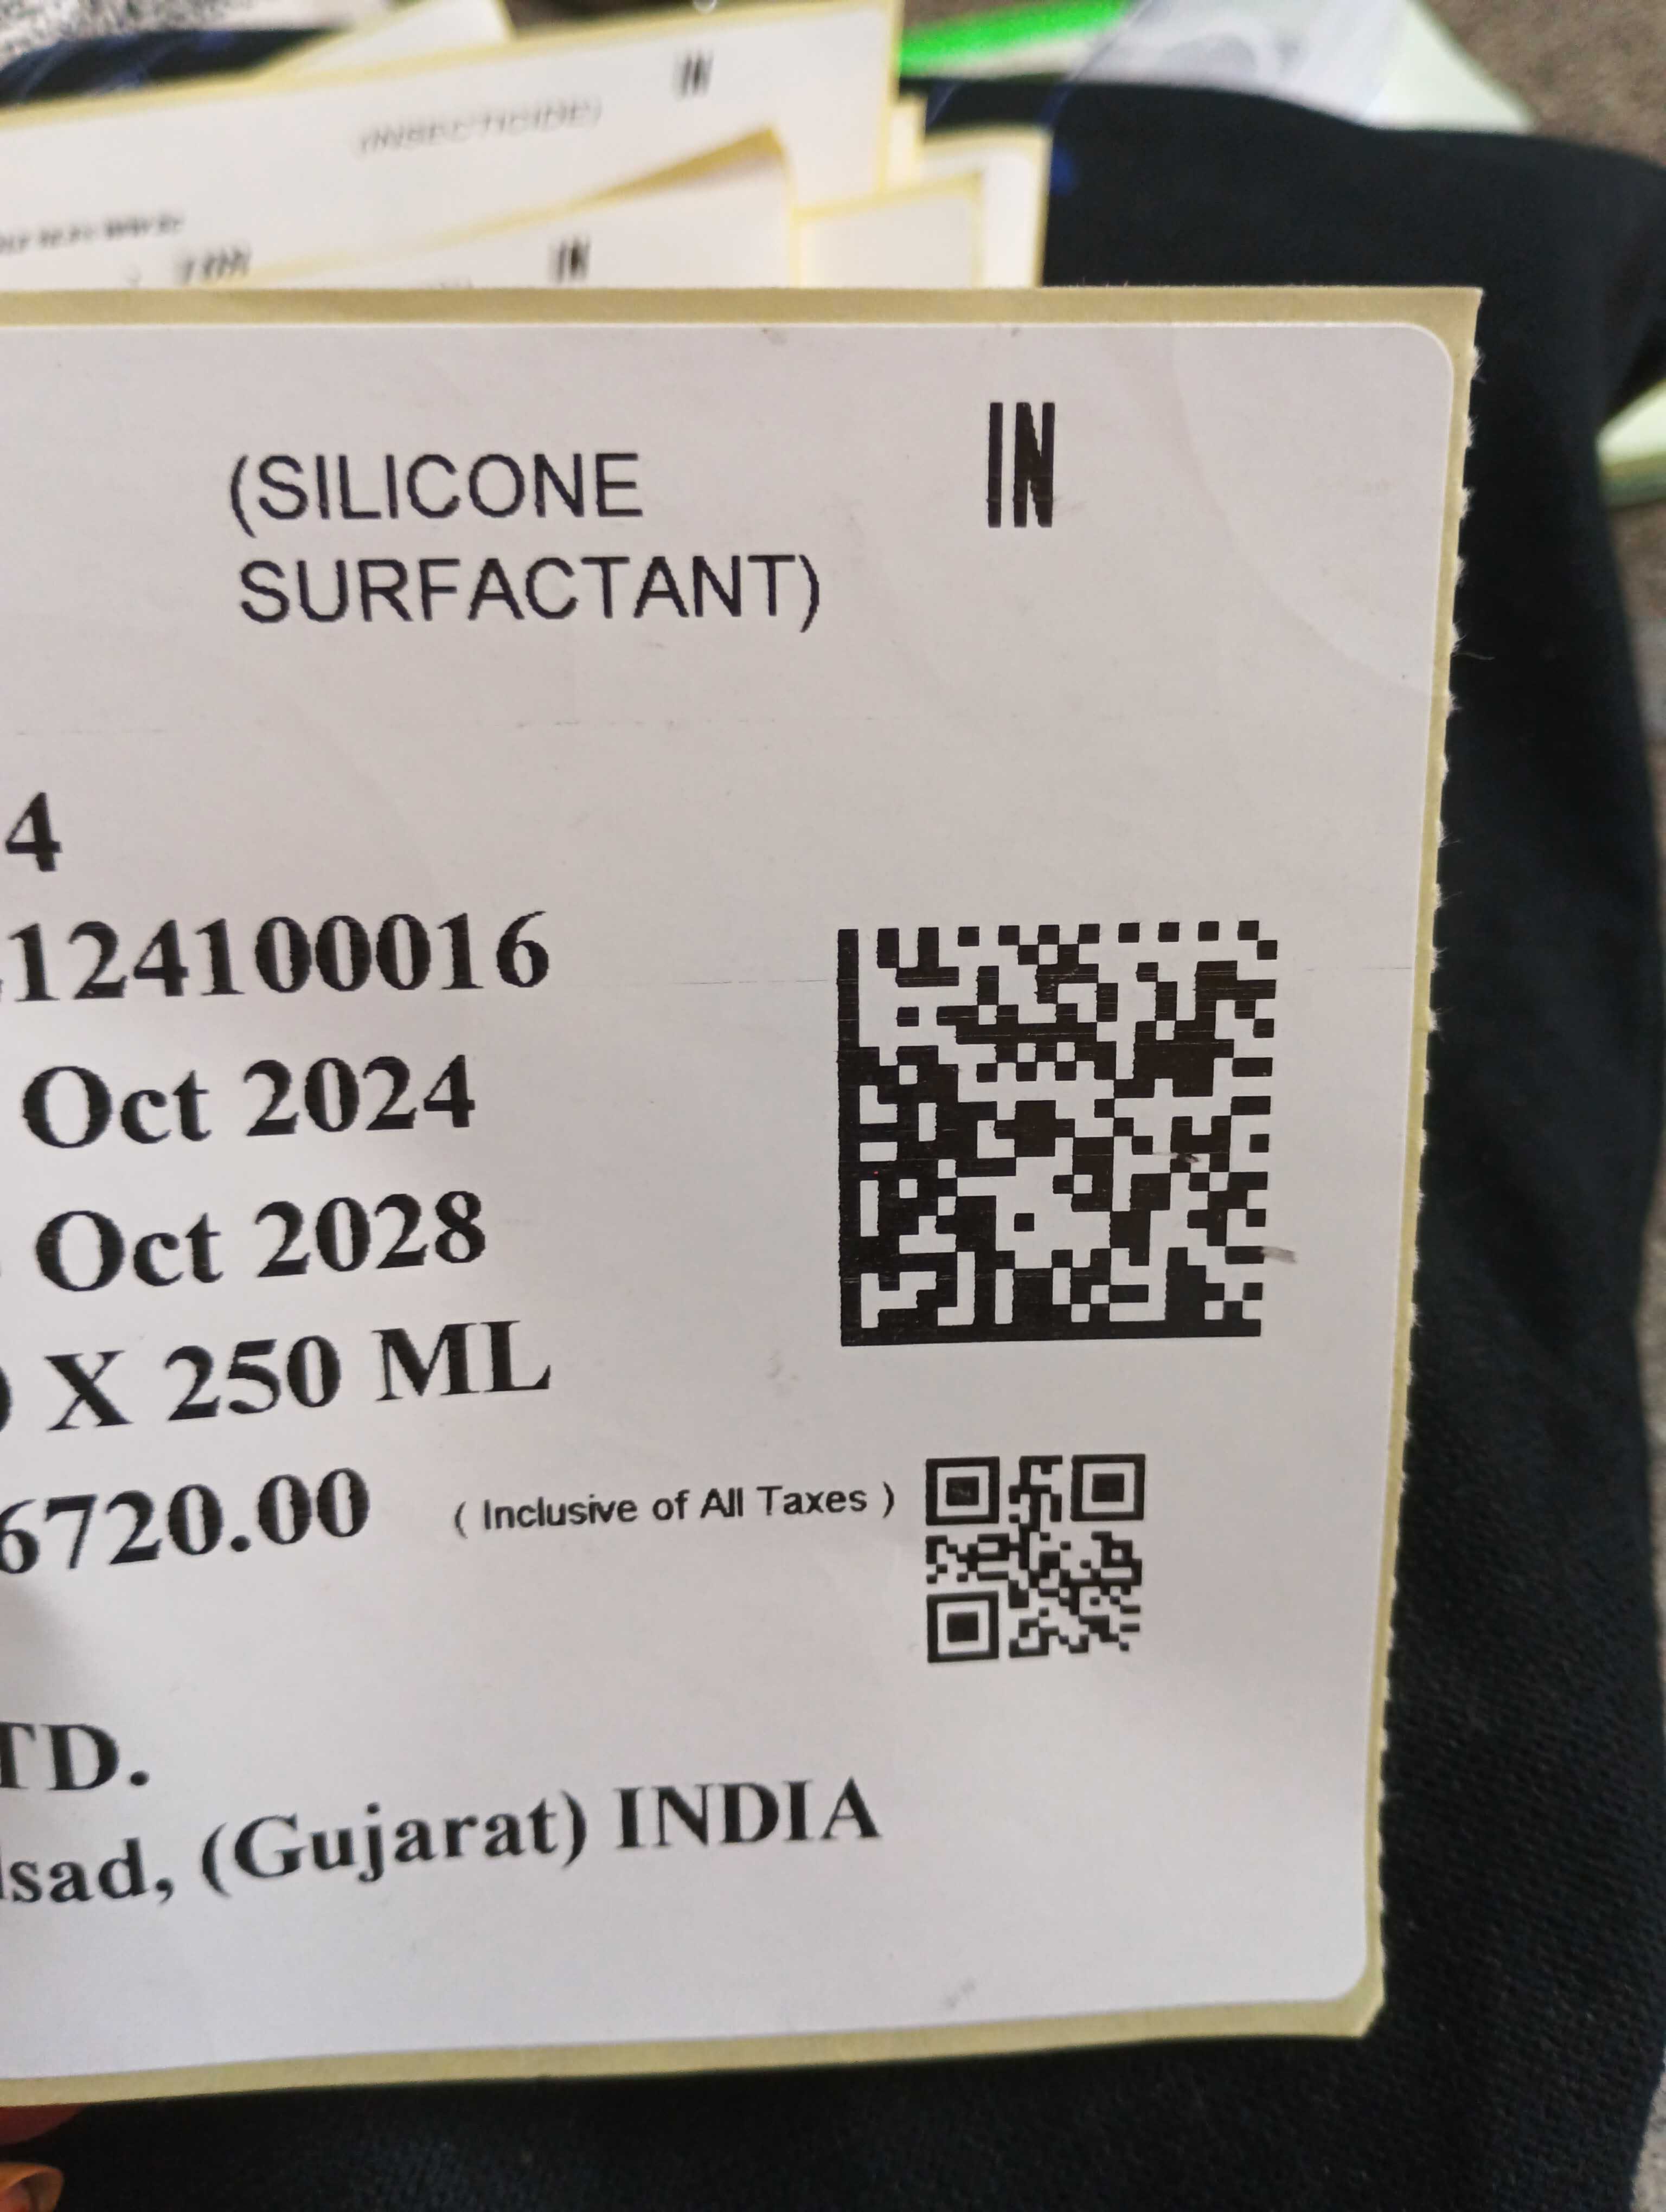 IN
(INSECTICIDE)
IN
(SILICONE
SURFACTANT)
IN
4
124100016
Oct 2024
Oct 2028
X 250 ML
6720.00 ( Inclusive of All Taxes )
TD.
lsad, (Gujarat) INDIA